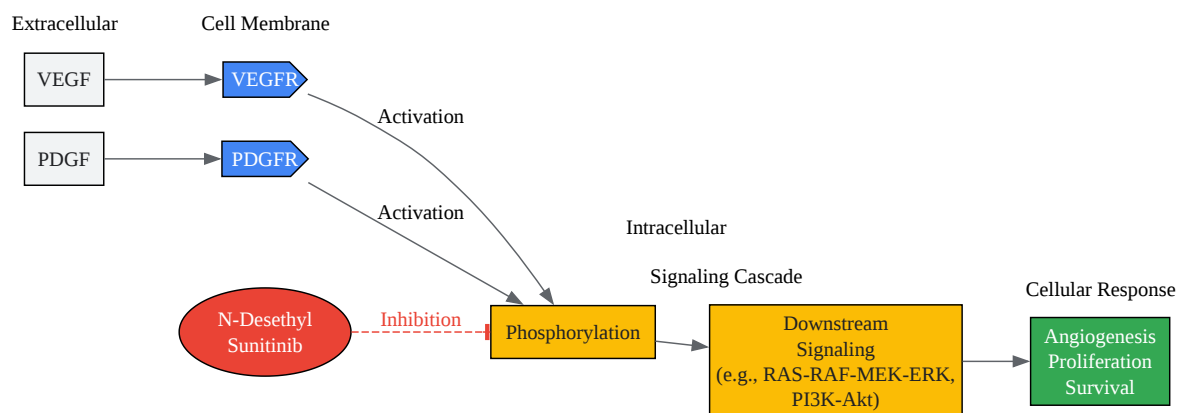 Extracellular
Cell Membrane
VEGF
VEGFR
Activation
PDGF
PDGFR
Activation
Intracellular
Signaling Cascade
Cellular Response
N-Desethyl
Sunitinib
Inhibition
Phosphorylation
Downstream
Signaling
(e.g., RAS-RAF-MEK-ERK,
PI3K-Akt)
Angiogenesis
Proliferation
Survival